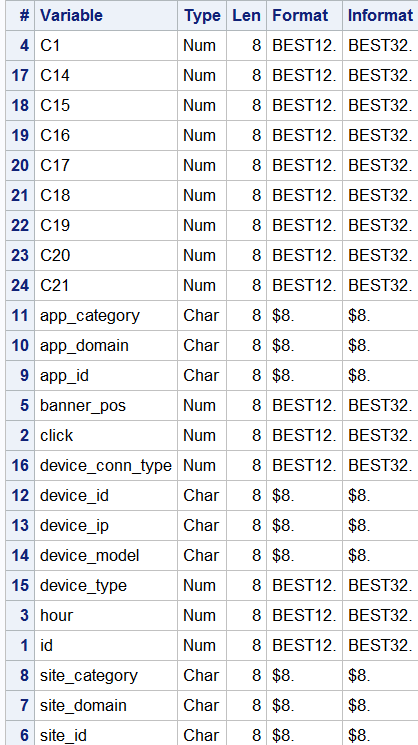 # Variable Type Len Format Informat
4 C1 Num 8 BEST12. BEST32.
17 C14 Num 8 BEST12. BEST32.
18 C15 Num 8 BEST12. BEST32.
19 C16 Num 8 BEST12. BEST32.
20 C17 Num 8 BEST12. BEST32.
21 C18 Num 8 BEST12. BEST32.
22 C19 Num 8 BEST12. BEST32.
23 C20 Num 8 BEST12. BEST32.
24 C21 Num 8 BEST12. BEST32.
11 app_category Char 8 $8. $8.
10 app_domain Char 8 $8. $8.
9 app_id Char 8 $8. $8.
5 banner_pos Num 8 BEST12. BEST32.
2 click Num 8 BEST12. BEST32.
16 device_conn_type Num 8 BEST12. BEST32.
12 device_id Char 8 $8. $8.
13 device_ip Char 8 $8. $8.
14 device_model Char 8 $8. $8.
15 device_type Num 8 BEST12. BEST32.
3 hour Num 8 BEST12. BEST32.
1 id Num 8 BEST12. BEST32.
8 site_category Char 8 $8. $8.
7 site_domain Char 8 $8. $8.
6 site_id Char 8 $8. $8.